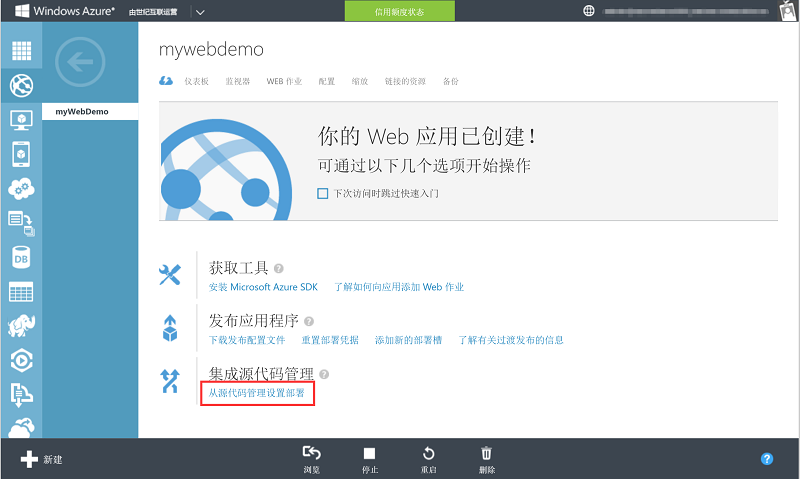 Windows Azure® 由世纪互联运营 信用额度状态
mywebdemo
仪表板 监视器 WEB 作业 配置 缩放 链接的资源 备份
myWebDemo
你的 Web 应用已创建！
可通过以下几个选项开始操作
下次访问时跳过快速入门
获取工具 ?
安装 Microsoft Azure SDK 了解如何向应用添加 Web 作业
DB
发布应用程序 ?
下载发布配置文件 重置部署凭据 添加新的部署槽 了解有关过渡发布的信息
集成源代码管理 ?
从源代码管理设置部署
新建 浏览 停止 重启 删除 ?